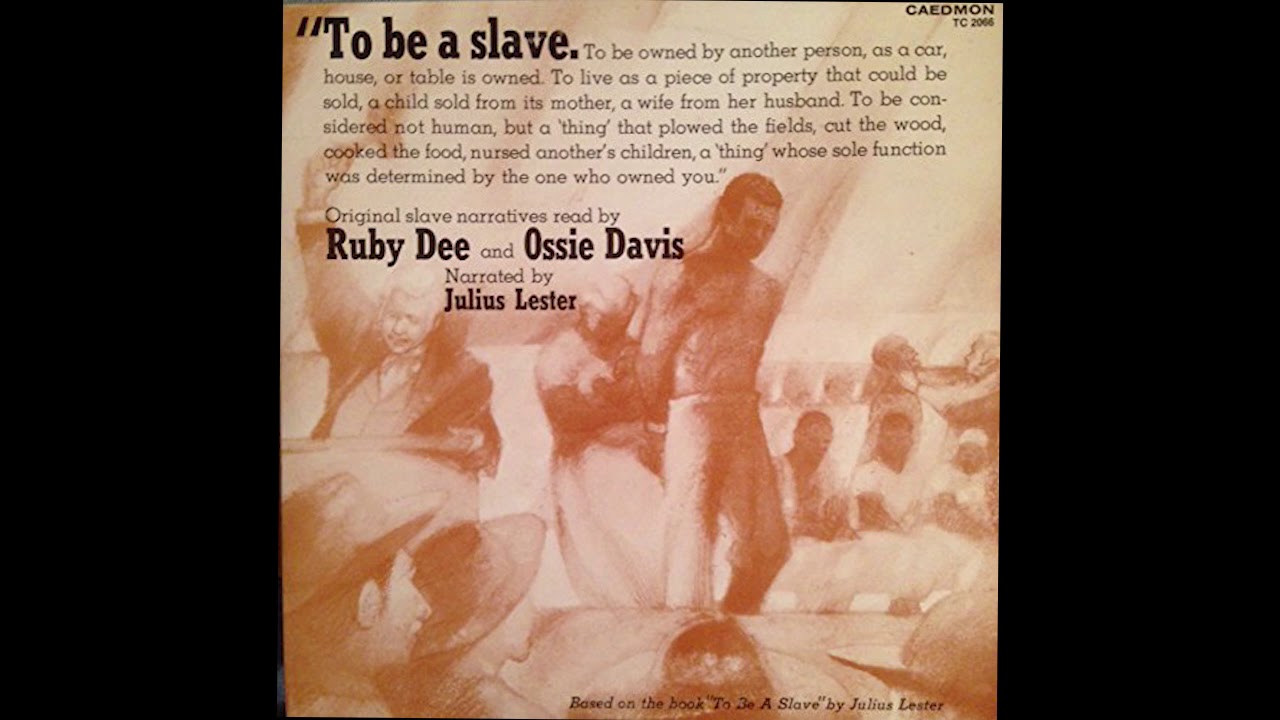 CAEDMON
TC 2066
"To be a slave. To be owned by another person, as a car,
house, or table is owned. To live as a piece of property that could be
sold, a child sold from its mother, a wife from her husband. To be con-
sidered not human, but a 'thing' that plowed the fields, cut the wood,
cooked the food, nursed another's children, a 'thing' whose sole function
was determined by the one who owned you."
Original slave narratives read by
Ruby Dee and Ossie Davis
Narrated by
Julius Lester
Based on the book "To Be A Slave" by Julius Lester